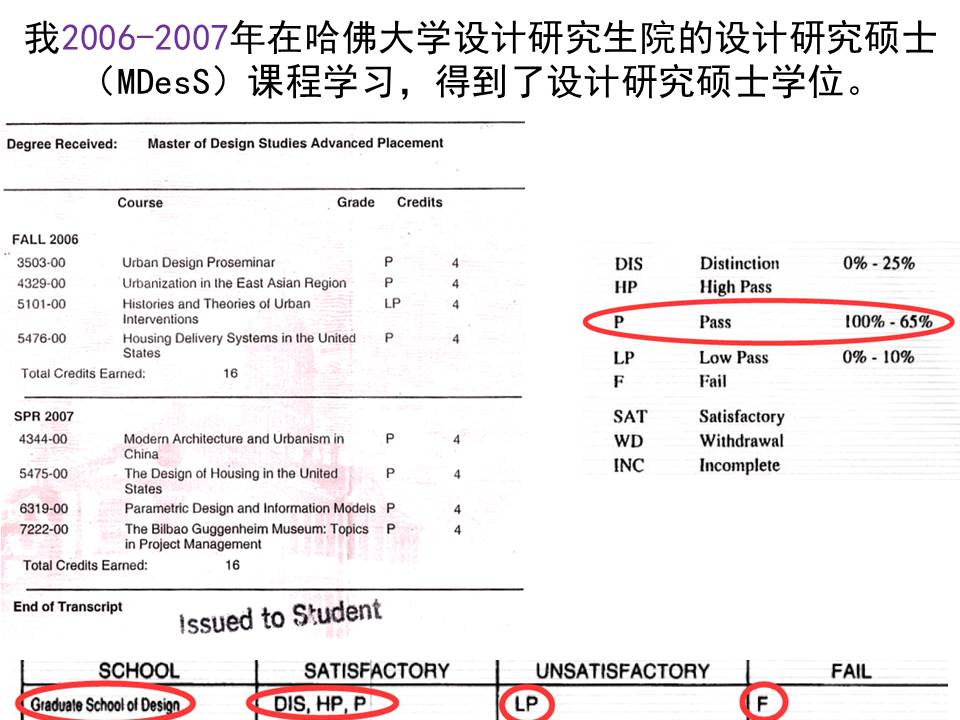 我2006-2007年在哈佛大学设计研究生院的设计研究硕士
（MDesS）课程学习，得到了设计研究硕士学位。
Degree Received: Master of Design Studies Advanced Placement
Course Grade Credits
FALL 2006
3503-00 Urban Design Proseminar P 4
4329-00 Urbanization in the East Asian Region P 4
5101-00 Histories and Theories of Urban LP 4
Interventions
5476-00 Housing Delivery Systems in the United P 4
States
Total Credits Earned: 16
SPR 2007
4344-00 Modern Architecture and Urbanism in P 4
China
5475-00 The Design of Housing in the United P 4
States
6319-00 Parametric Design and Information Models P 4
7222-00 The Bilbao Guggenheim Museum: Topics P 4
in Project Management
Total Credits Earned: 16
End of Transcript
Issued to Student
DIS Distinction 0% - 25%
HP High Pass
P Pass 100% - 65%
LP Low Pass 0% - 10%
F Fail
SAT Satisfactory
WD Withdrawal
INC Incomplete
SCHOOL SATISFACTORY UNSATISFACTORY FAIL
Graduate School of Design DIS, HP, P LP F